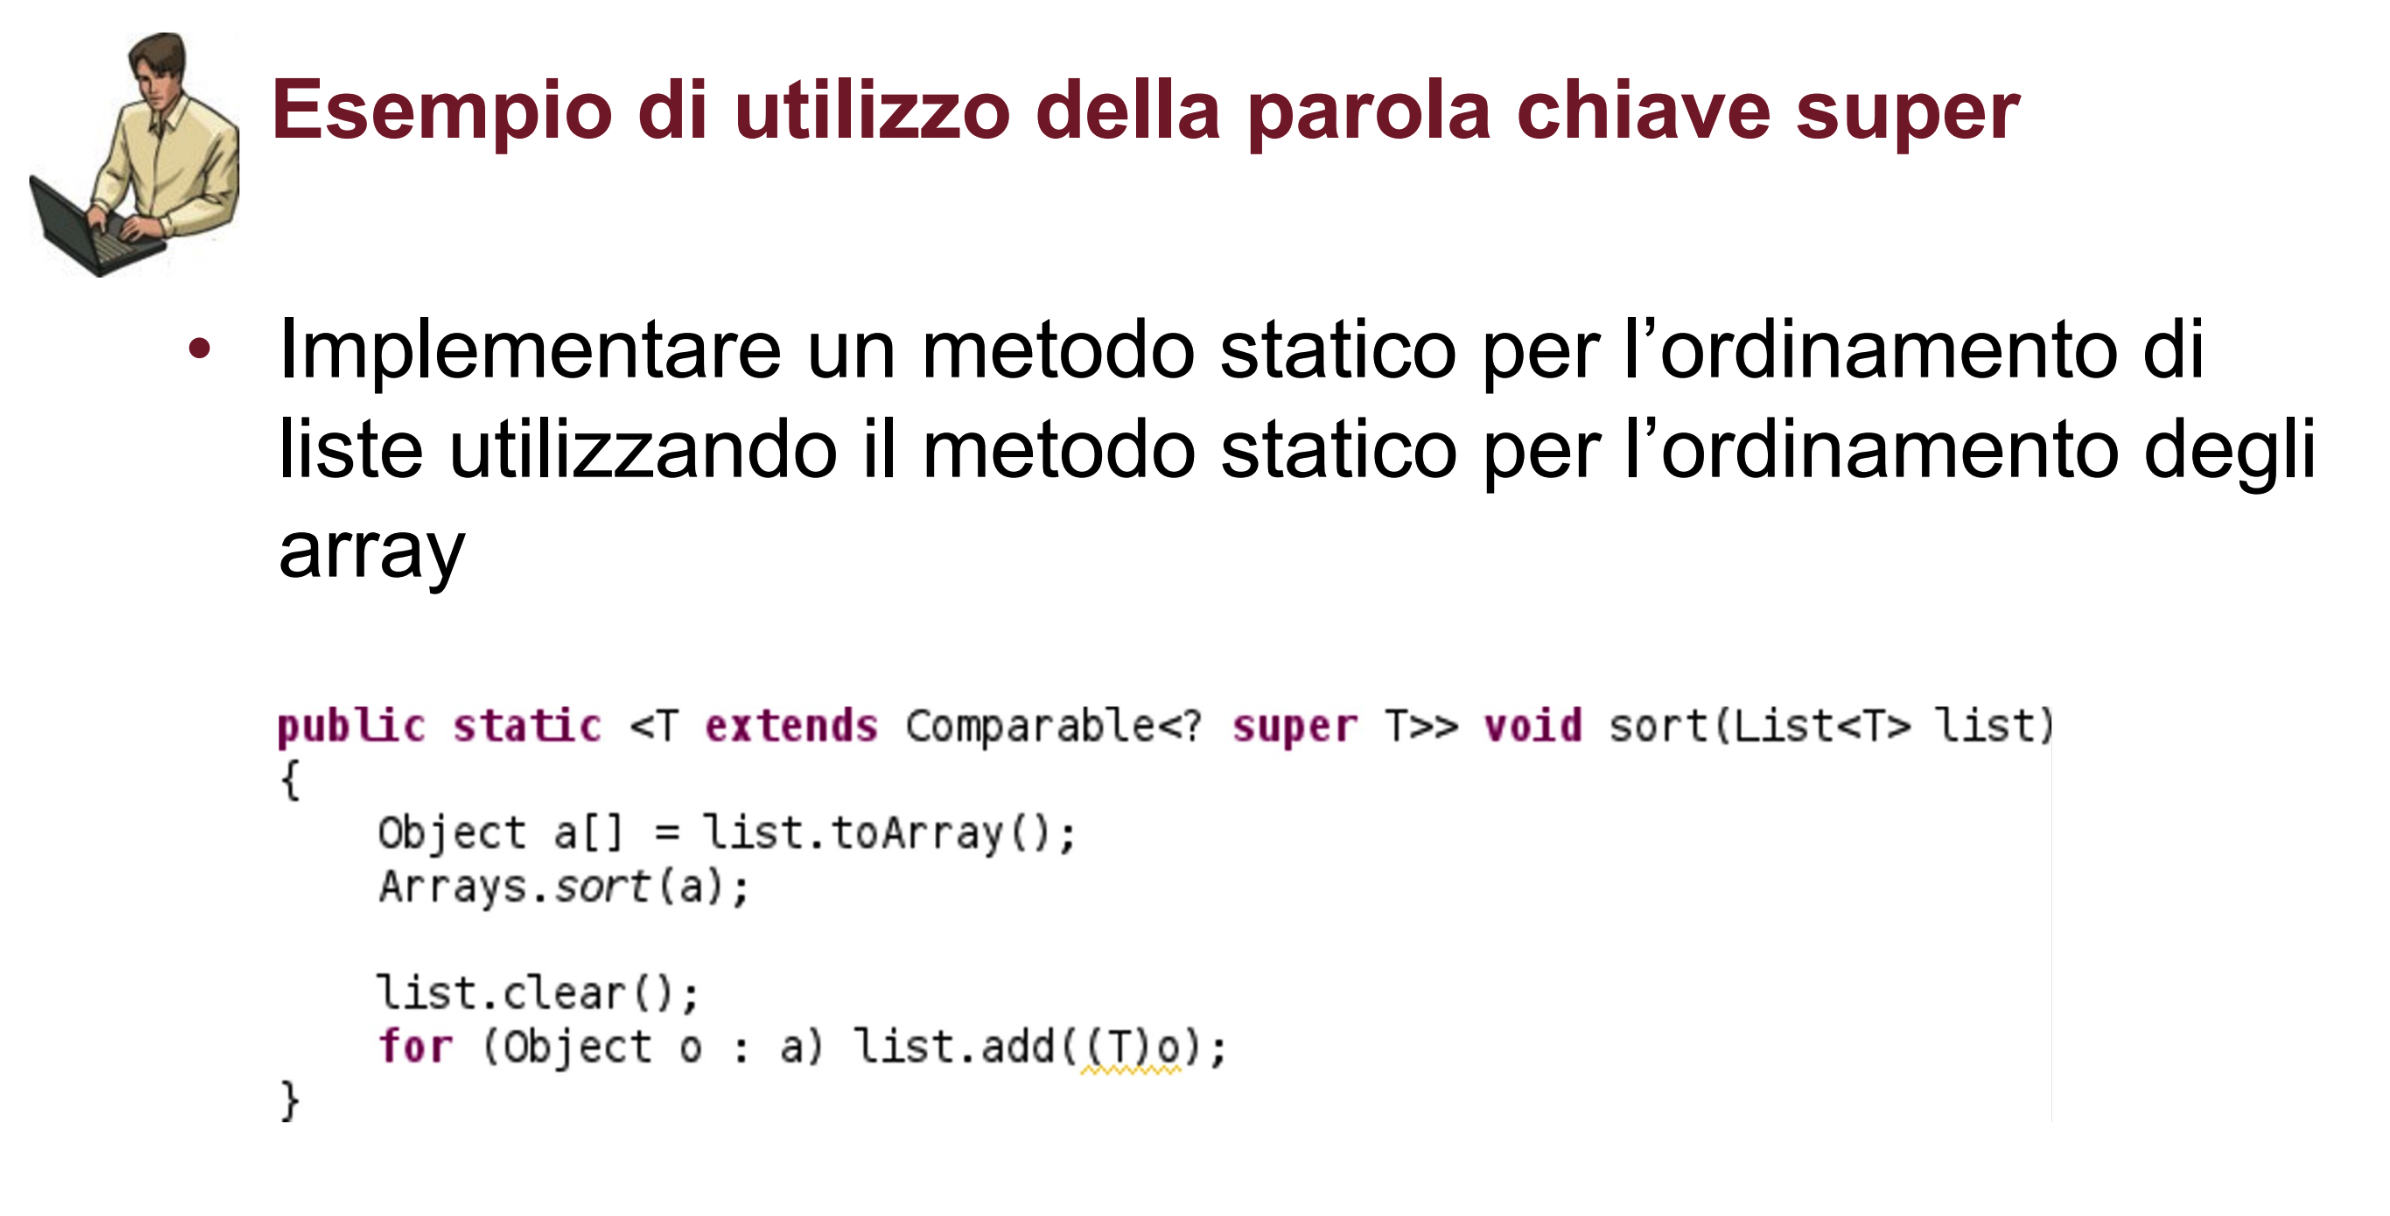 Esempio di utilizzo della parola chiave super
• Implementare un metodo statico per l’ordinamento di
liste utilizzando il metodo statico per l’ordinamento degli
array
public static <T extends Comparable<? super T>> void sort(List<T> list)
{
    Object a[] = list.toArray();
    Arrays.sort(a);
    list.clear();
    for (Object o : a) list.add((T)o);
}